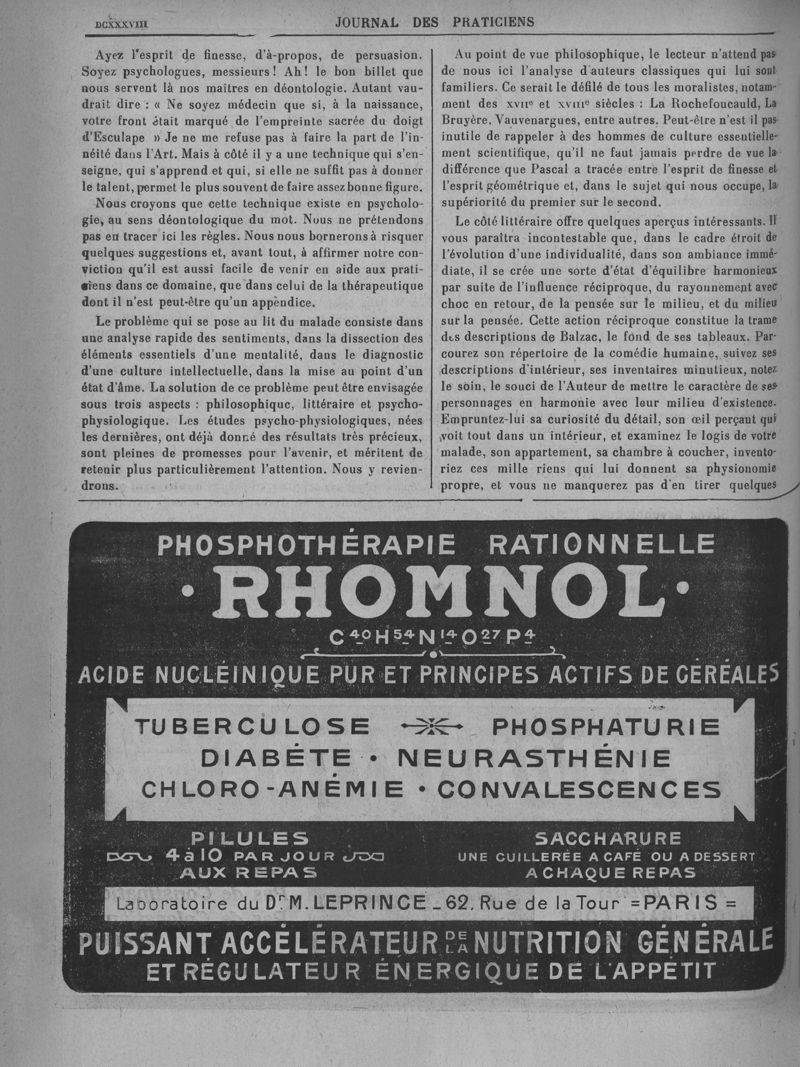 DCXXXVIII
JOURNAL DES PRATICIENS
Ayez l'esprit de finesse, d'à-propos, de persuasion.
Soyez psychologues, messieurs! Ah! le bon billet que
nous servent là nos maitres en déontologie. Autant vau-
drait dire : « Ne soyez médecin que si, à la naissance,
votre front était marqué de l'empreinte sacrée du doigt
d'Esculape » Je ne me refuse pas à faire la part de l'in-
néité dans l'Art. Mais à côté il y a une technique qui s'en-
seigne, qui s'apprend et qui, si elle ne suffit pas à donner
le talent, permet le plus souvent de faire assez bonne figure.
Nous croyons que cette technique existe en psycholo-
gie, au sens déontologique du mot. Nous ne prétendons
pas en tracer ici les règles. Nous nous bornerons à risquer
quelques suggestions et, avant tout, à affirmer notre con-
viction qu'il est aussi facile de venir en aide aux prati-
ciens dans ce domaine, que dans celui de la thérapeutique
dont il n'est peut-être qu'un appendice.
Le problème qui se pose au lit du malade consiste dans
une analyse rapide des sentiments, dans la dissection des
éléments essentiels d'une mentalité, dans le diagnostic
d'une culture intellectuelle, dans la mise au point d'un
état d'âme. La solution de ce problème peut être envisagée
sous trois aspects : philosophique, littéraire et psycho-
physiologique. Les études psycho-physiologiques, nées
les dernières, ont déjà donné des résultats très précieux,
sont pleines de promesses pour l'avenir, et méritent de
retenir plus particulièrement l'attention. Nous y revien-
drons.
Au point de vue philosophique, le lecteur n'attend pas
de nous ici l'analyse d'auteurs classiques qui lui sont
familiers. Ce serait le défilé de tous les moralistes, notam-
ment des XVIIe et XVIIIe siècles : La Rochefoucauld, La
Bruyère. Vauvenargues, entre autres. Peut-être n'est il pas
inutile de rappeler à des hommes de culture essentielle-
ment scientifique, qu'il ne faut jamais perdre de vue la
différence que Pascal a tracée entre l'esprit de finesse et
l'esprit géométrique et, dans le sujet qui nous occupe, la
supériorité du premier sur le second.
Le côté littéraire offre quelques aperçus intéressants. Il
vous paraîtra incontestable que, dans le cadre étroit de
l'évolution d'une individualité, dans son ambiance immé-
diate, il se crée une sorte d'état d'équilibre harmonieux
par suite de l'influence réciproque, du rayonnement avec
choc en retour, de la pensée sur le milieu, et du milieu
sur la pensée. Cette action réciproque constitue la trame
des descriptions de Balzac, le fond de ses tableaux. Par-
courez son répertoire de la comédie humaine, suivez ses
descriptions d'intérieur, ses inventaires minutieux, notez
le soin, le souci de l'Auteur de mettre le caractère de ses
personnages en harmonie avec leur milieu d'existence.
Empruntez-lui sa curiosité du détail, son œil perçant qui
voit tout dans un intérieur, et examinez le logis de votre
malade, son appartement, sa chambre à coucher, invento-
riez ces mille riens qui lui donnent sa physionomie
propre, et vous ne manquerez pas d'en tirer quelques
PHOSPHOTHÉRAPIE RATIONNELLE
· RHOMNOL ·
C40 H54 N14 O27 P4
ACIDE NUCLÉINIQUE PUR ET PRINCIPES ACTIFS DE CÉRÉALES
TUBERCULOSE PHOSPHATURIE
DIABÉTE · NEURASTHÉNIE
CHLORO-ANÉMIE · CONVALESCENCES
PILULES
4 à 10 PAR JOUR
AUX REPAS
SACCHARURE
UNE CUILLERÉE A CAFÉ OU A DESSERT
A CHAQUE REPAS
Laboratoire du Dr. M. LEPRINCE _ 62, Rue de la Tour = PARIS =
PUISSANT ACCÉLÉRATEUR DE LA NUTRITION GÉNÉRALE
ET RÉGULATEUR ÉNERGIQUE DE L'APPÉTIT